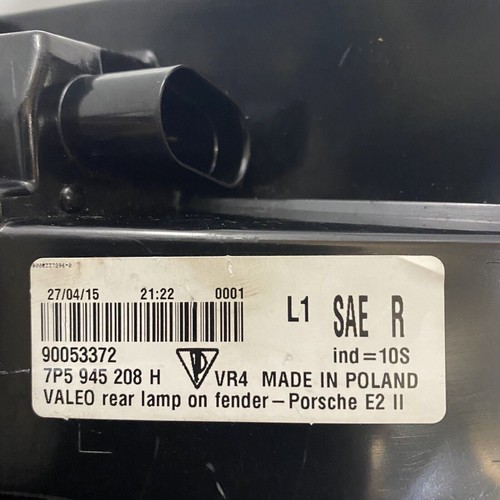 27/04/15 21:22 0001
L1 SAE R
90053372 ind=10S
7P5 945 208 H VR4 MADE IN POLAND
VALEO rear lamp on fender-Porsche E2 II